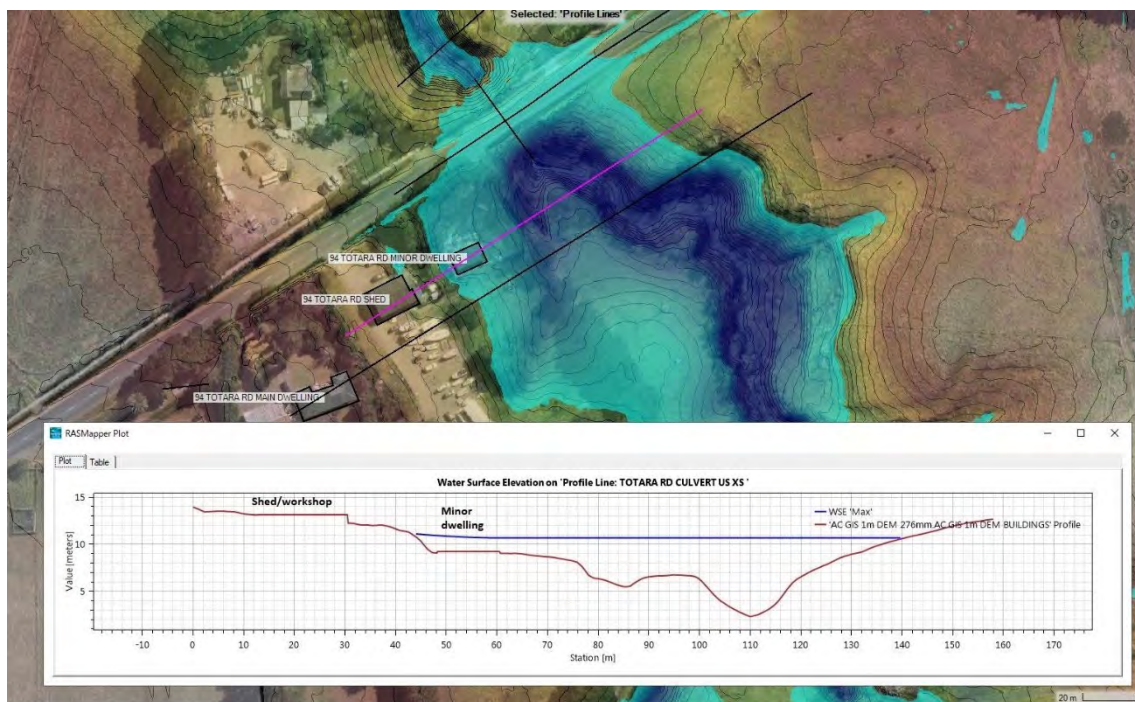 Selected: 'Profile Lines'
94 TOTARA RD MINOR DWELLING
94 TOTARA RD SHED
94 TOTARA RD MAIN DWELLING
RASMapper Plot
Plot Table
Water Surface Elevation on 'Profile Line: TOTARA RD CULVERT US XS '
Shed/workshop
Minor
dwelling
WSE 'Max'
'AC GIS 1m DEM 276mm.AC GIS 1m DEM BUILDINGS' Profile
15
10
5
Value [meters]
-10 0 10 20 30 40 50 60 70 80 90 100 110 120 130 140 150 160 170
Station [m]
20 m